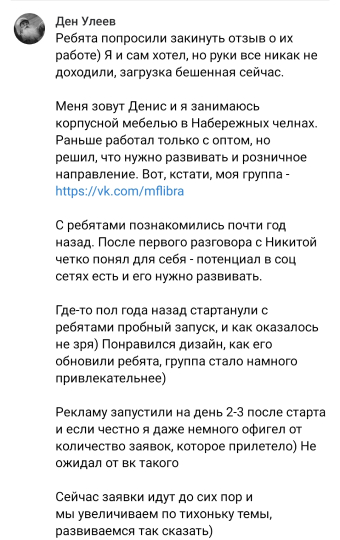 Ден Улеев
Ребята попросили закинуть отзыв о их
работе) Я и сам хотел, но руки все никак не
доходили, загрузка бешенная сейчас.
Меня зовут Денис и я занимаюсь
корпусной мебелью в Набережных челнах.
Раньше работал только с оптом, но
решил, что нужно развивать и розничное
направление. Вот, кстати, моя группа -
https://vk.com/mflibra
С ребятами познакомились почти год
назад. После первого разговора с Никитой
четко понял для себя - потенциал в соц
сетях есть и его нужно развивать.
Где-то пол года назад стартанули с
ребятами пробный запуск, и как оказалось
не зря) Понравился дизайн, как его
обновили ребята, группа стало намного
привлекательнее)
Рекламу запустили на день 2-3 после старта
и если честно я даже немного офигел от
количество заявок, которое прилетело) Не
ожидал от вк такого
Сейчас заявки идут до сих пор и
мы увеличиваем по тихоньку темы,
развиваемся так сказать)